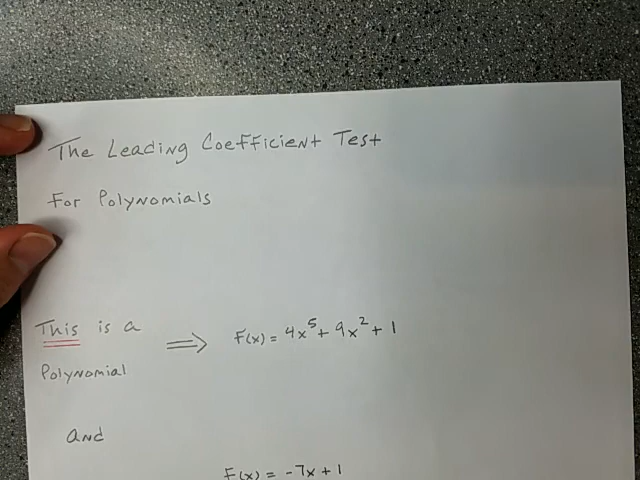 The Leading Coefficient Test
For Polynomials
This is a
Polynomial
⟹ F(x) = 4x⁵ + 9x² + 1
and
F(x) = -7x + 1